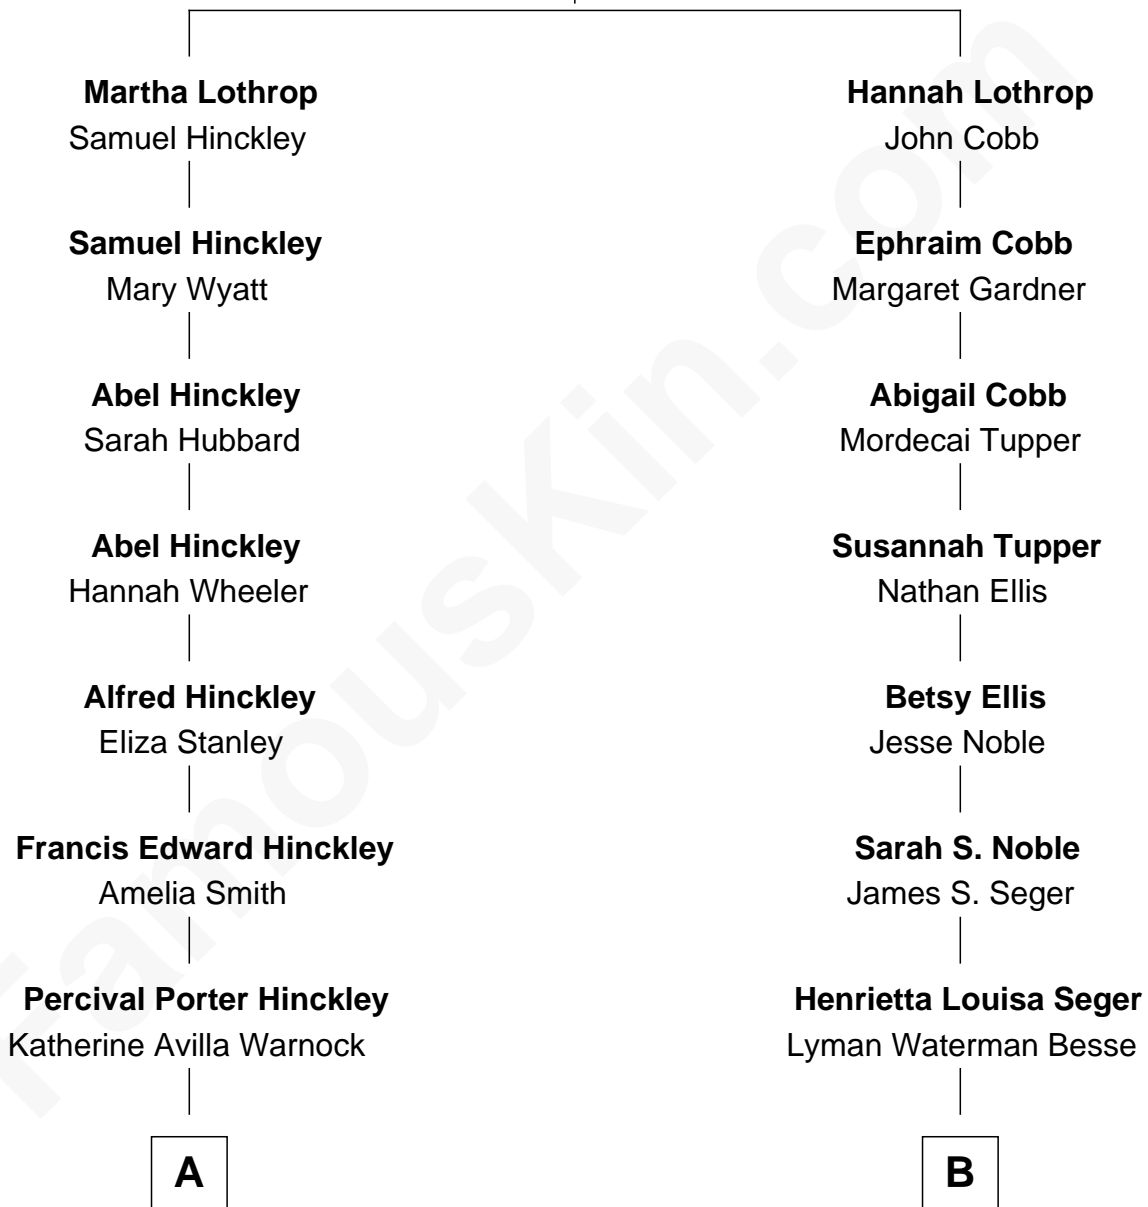 Martha Lothrop
Samuel Hinckley
Hannah Lothrop
John Cobb
Samuel Hinckley
Mary Wyatt
Ephraim Cobb
Margaret Gardner
Abel Hinckley
Sarah Hubbard
Abigail Cobb
Mordecai Tupper
Abel Hinckley
Hannah Wheeler
Susannah Tupper
Nathan Ellis
Alfred Hinckley
Eliza Stanley
Betsy Ellis
Jesse Noble
Francis Edward Hinckley
Amelia Smith
Sarah S. Noble
James S. Seger
Percival Porter Hinckley
Katherine Avilla Warnock
Henrietta Louisa Seger
Lyman Waterman Besse
A
B
FamousKin.com